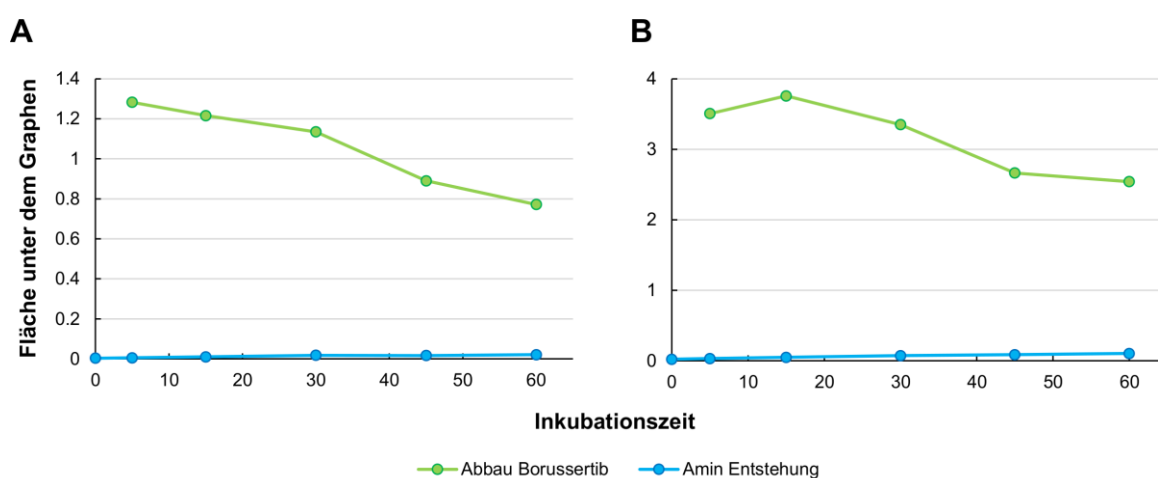 A
B
Fläche unter dem Graphen
1.4
1.2
1
0.8
0.6
0.4
0.2
0
0 10 20 30 40 50 60
4
3
2
1
0
0 10 20 30 40 50 60
Inkubationszeit
Abbau Borussertib Amin Entstehung